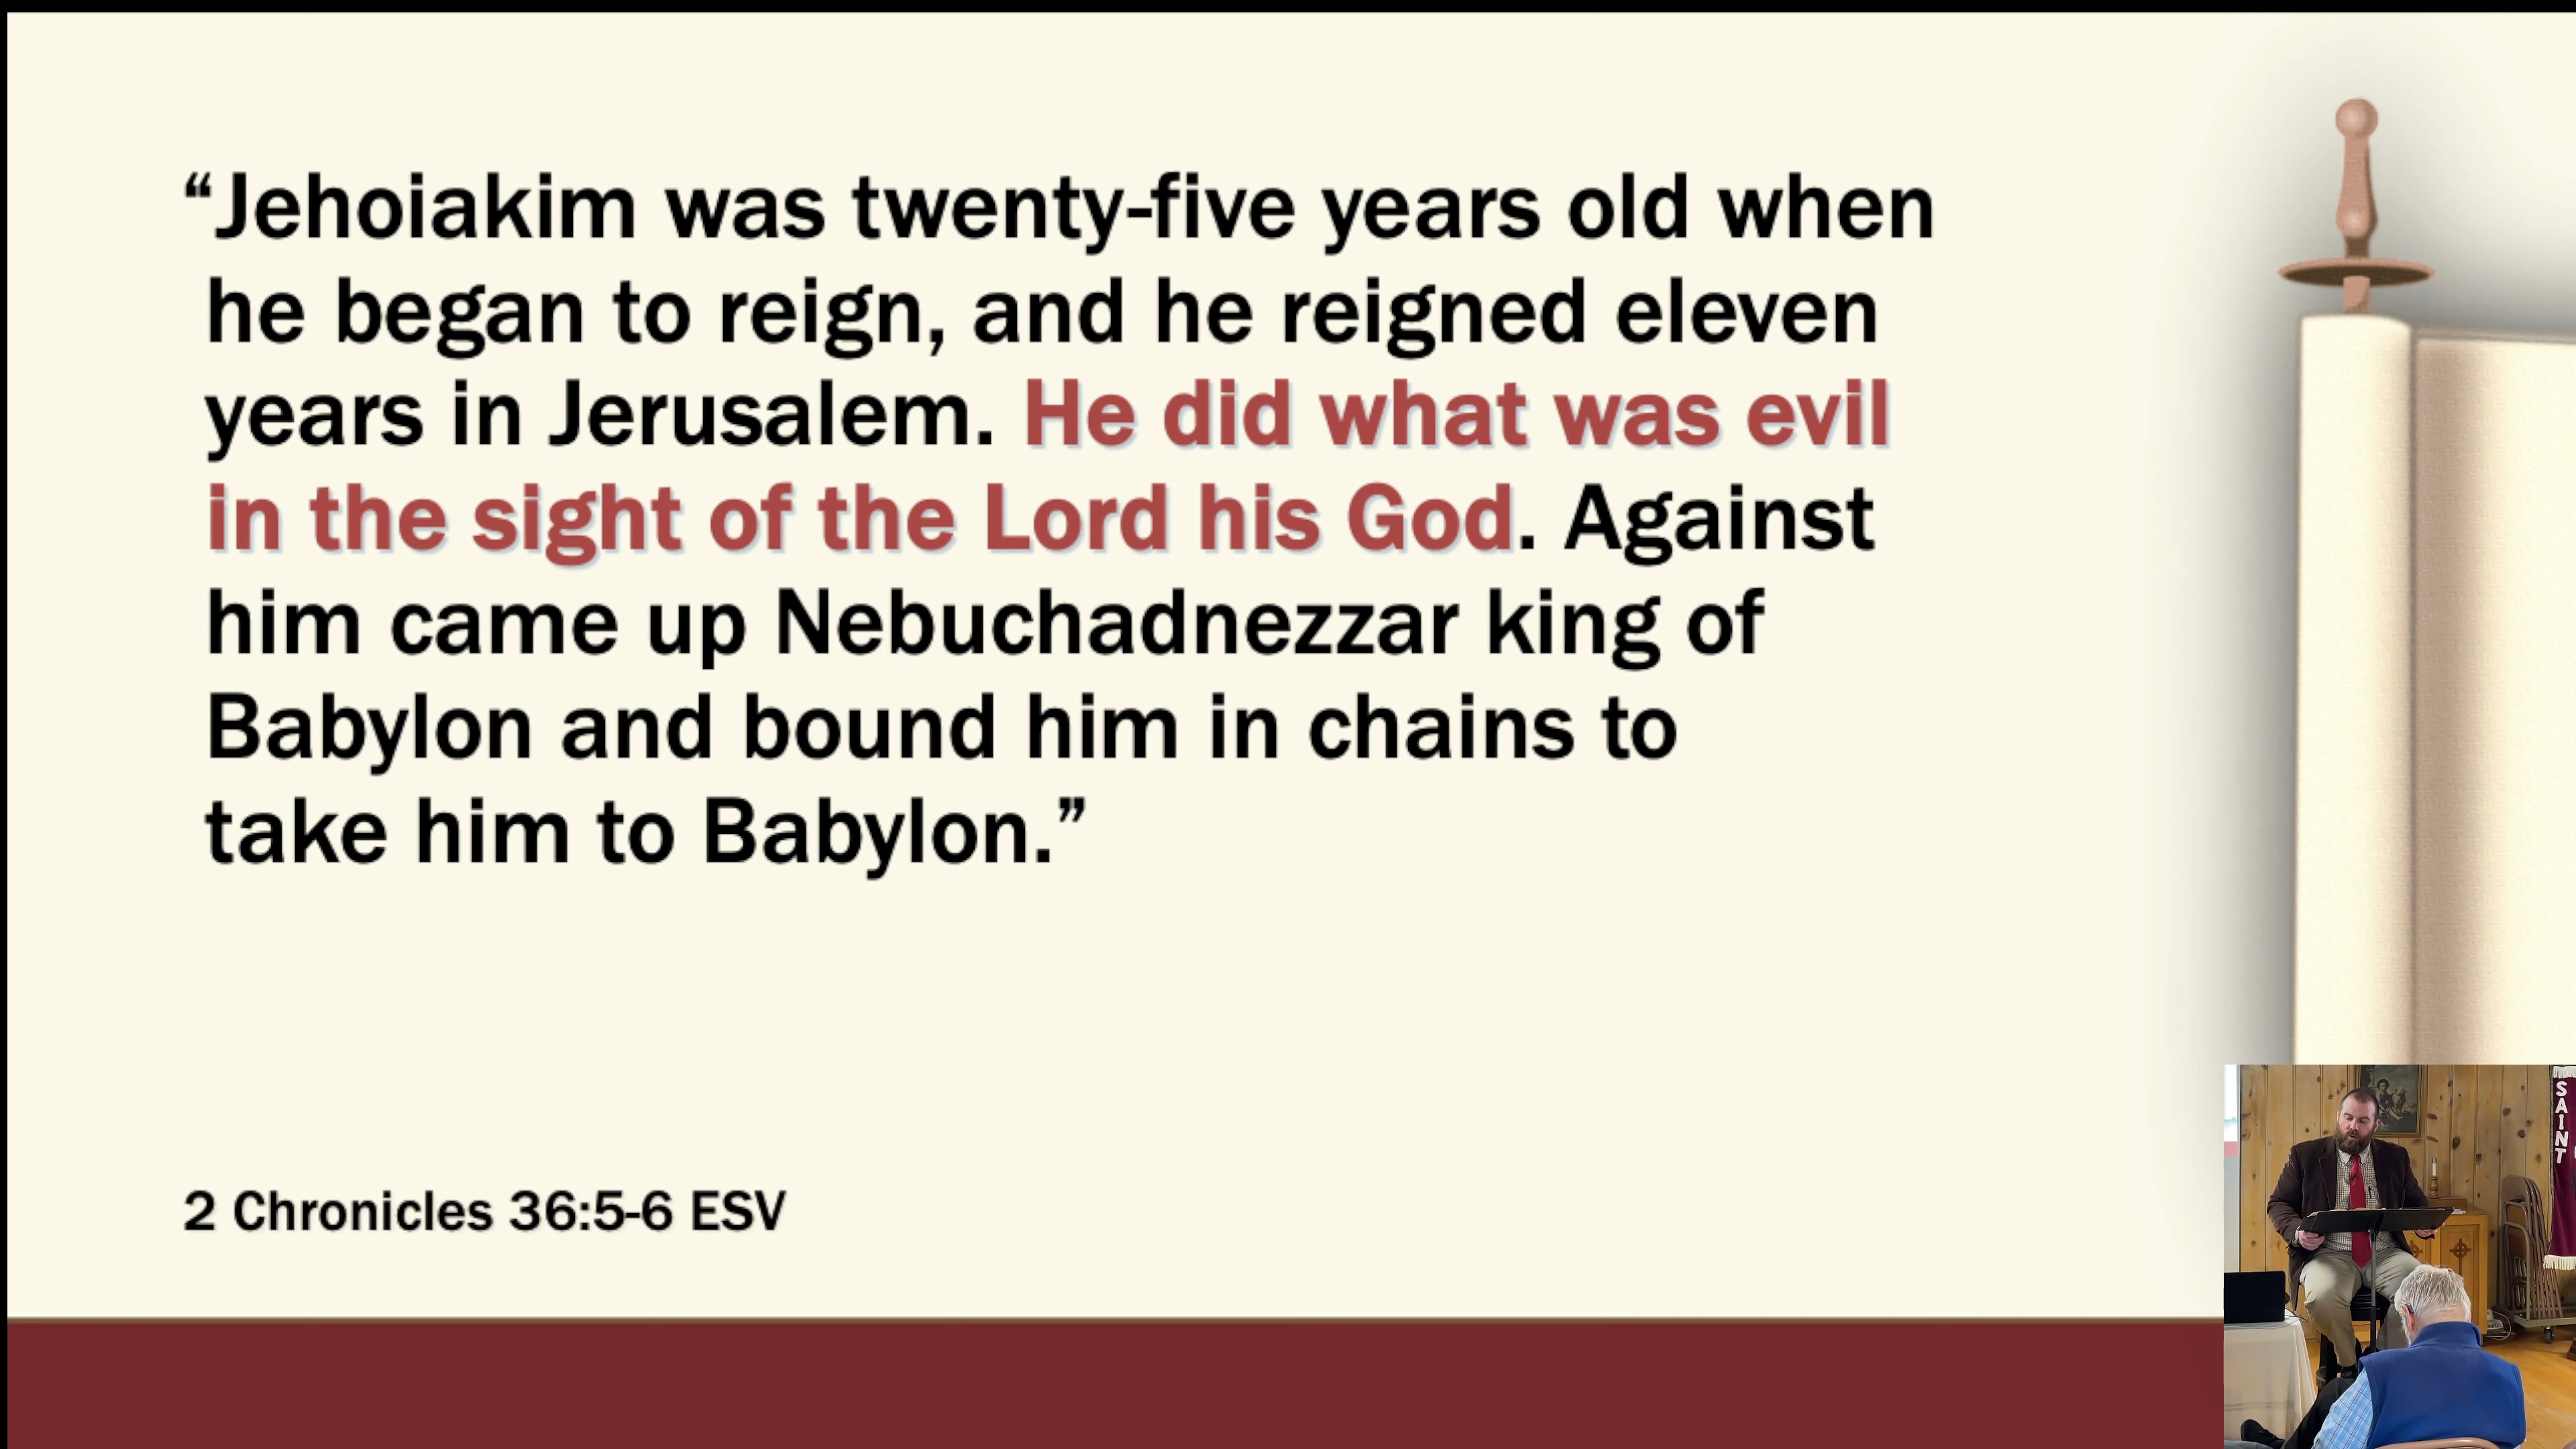 “Jehoiakim was twenty-five years old when
he began to reign, and he reigned eleven
years in Jerusalem. He did what was evil
in the sight of the Lord his God. Against
him came up Nebuchadnezzar king of
Babylon and bound him in chains to
take him to Babylon.”
2 Chronicles 36:5-6 ESV
SAINT